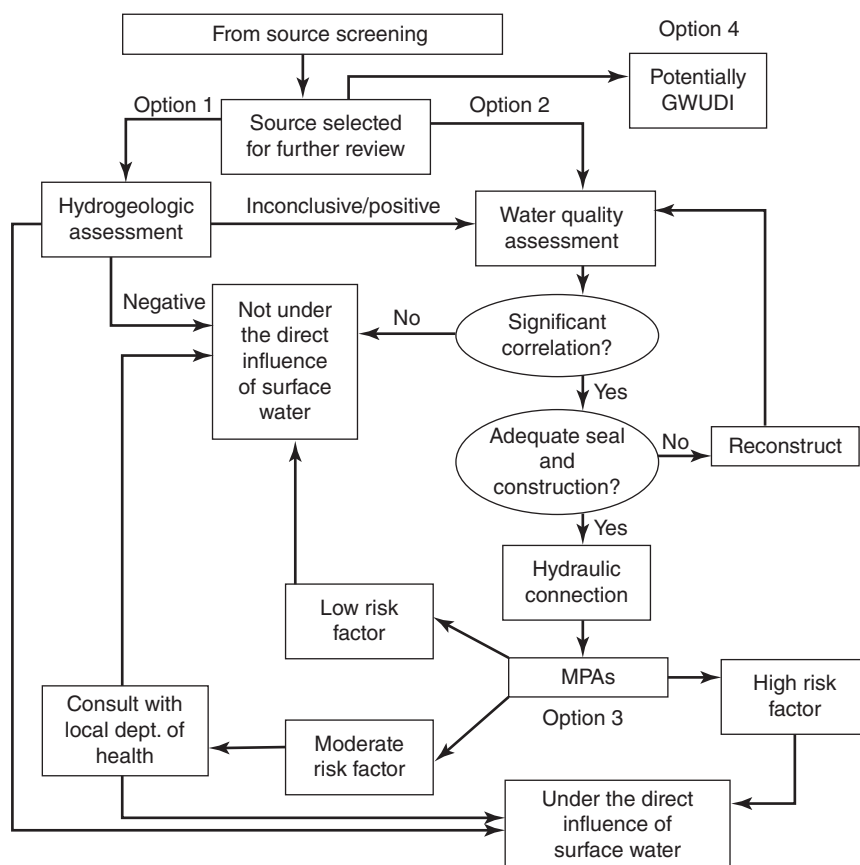 From source screening
Option 4
Potentially
GWUDI
Option 1
Option 2
Source selected
for further review
Hydrogeologic
assessment
Inconclusive/positive
Water quality
assessment
Negative
Not under
the direct
influence
of surface
water
No
Significant
correlation?
Yes
Adequate seal
and
construction?
No
Reconstruct
Yes
Hydraulic
connection
Low risk
factor
MPAs
Option 3
High risk
factor
Consult with
local dept. of
health
Moderate
risk factor
Under the direct
influence of
surface water